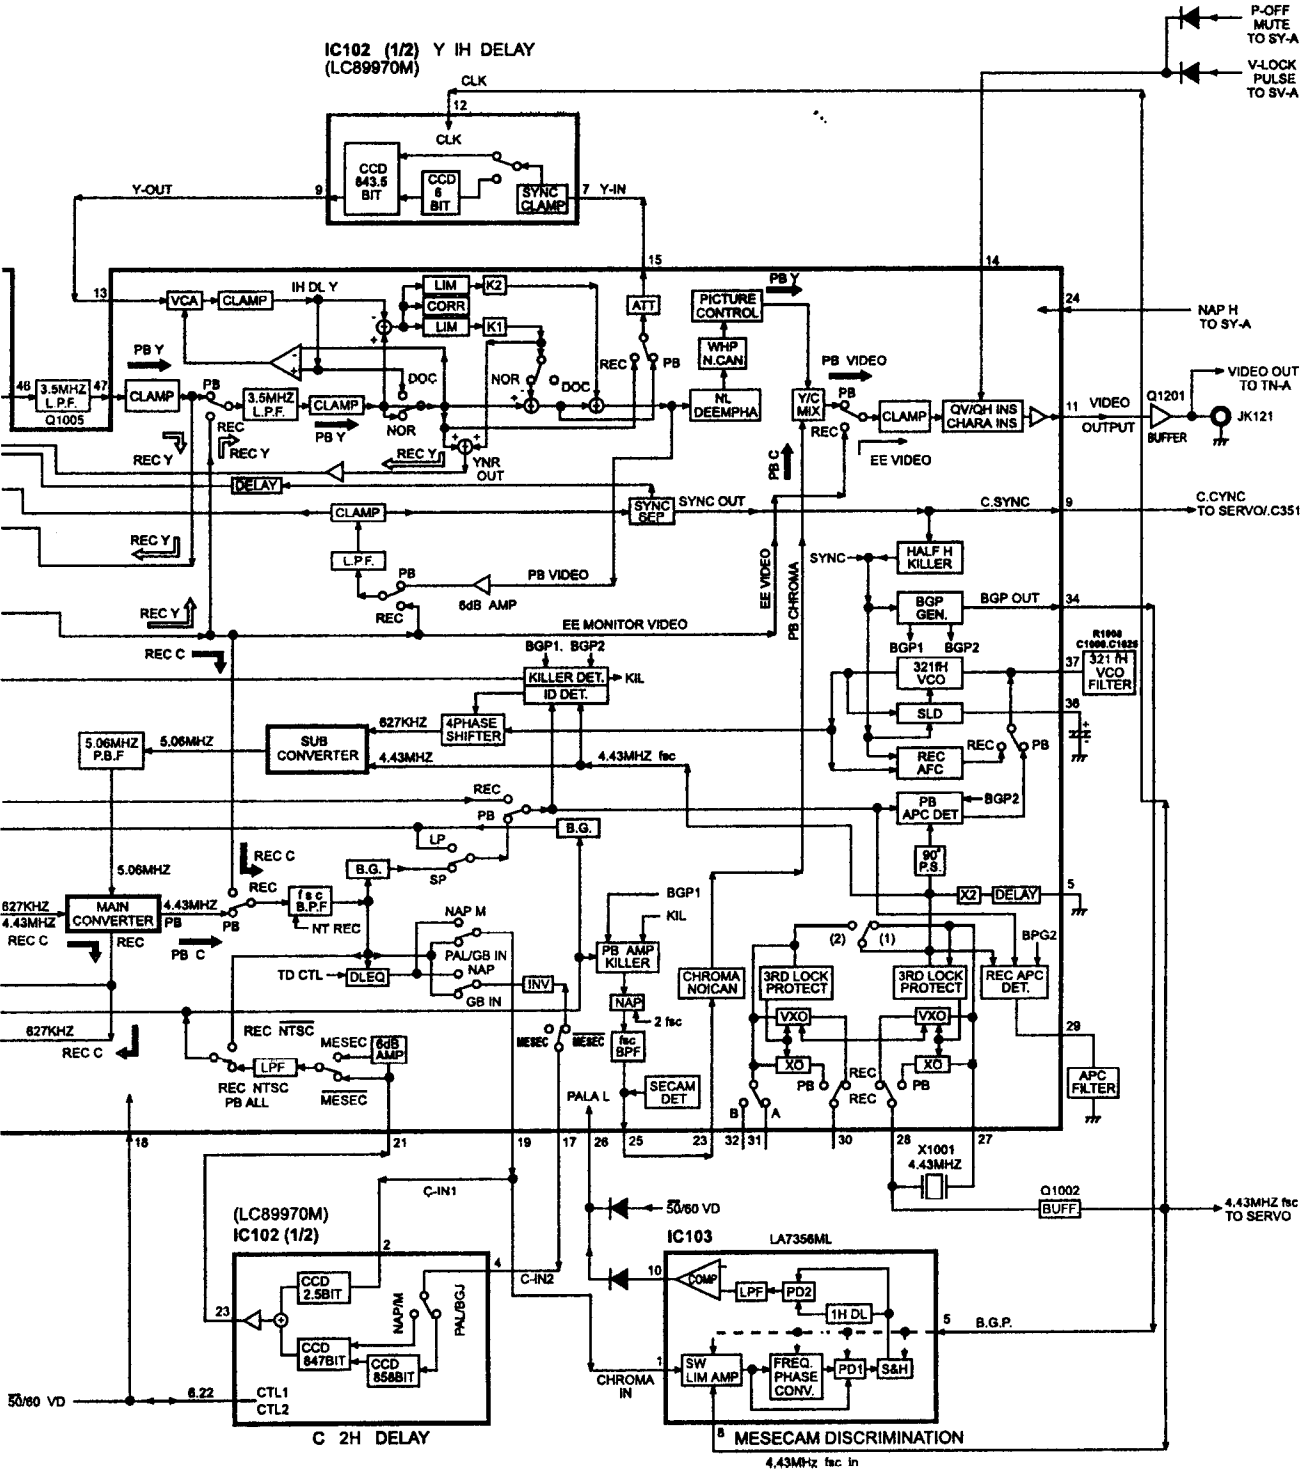 P-OFF
MUTE
TO SY-A
V-LOCK
PULSE
TO SV-A
IC102 (1/2) Y IH DELAY
(LC89970M)
CLK
12
CLK
CCD
843.5
BIT
CCD
6
BIT
SYNC
CLAMP
Y-OUT
9
7 Y-IN
15
14
13
VCA
CLAMP
IH DL Y
LIM
K2
CORR
LIM
K1
ATT
PB Y
PICTURE
CONTROL
24
NAP H
TO SY-A
PB Y
WHP
N.CAN
PB VIDEO
REC
PB
VIDEO OUT
TO TN-A
46
3.5MHZ
L.P.F.
Q1005
47
CLAMP
PB
3.5MHZ
L.P.F.
CLAMP
DOC
NOR
DOC
NL
DEEMPHA
Y/C
MIX
PB
CLAMP
QV/QH INS
CHARA INS
11
VIDEO
OUTPUT
Q1201
BUFFER
JK121
REC
PB Y
NOR
REC
REC Y
REC Y
REC Y
YNR
OUT
PB C
EE VIDEO
DELAY
CLAMP
SYNC
SEP
SYNC OUT
C.SYNC
9
C.CYNC
TO SERVO/.C351
REC Y
L.P.F.
PB
6dB AMP
PB VIDEO
REC
EE VIDEO
PB CHROMA
SYNC
HALF H
KILLER
BGP
GEN.
BGP OUT
34
REC Y
EE MONITOR VIDEO
REC C
BGP1. BGP2
KILLER DET.
KIL
ID DET.
BGP1
BGP2
321fH
VCO
37
R1008
C1006.C1025
321 fH
VCO
FILTER
SLD
36
627KHZ
4PHASE
SHIFTER
5.06MHZ
P.B.F
5.06MHZ
SUB
CONVERTER
4.43MHZ
4.43MHZ fsc
REC
AFC
REC
PB
REC
PB
PB
APC DET
BGP2
B.G.
LP
SP
90°
P.S.
5.06MHZ
REC C
B.G.
MAIN
CONVERTER
627KHZ
4.43MHZ
4.43MHZ
PB
REC C
REC
PB C
REC
PB
fsc
B.P.F
NT REC
NAP M
BGP1
KIL
X2
DELAY
5
PAL/GB IN
PB AMP
KILLER
(2)
(1)
BPG2
TD CTL
DLEQ
NAP
GB IN
INV
NAP
2 fsc
CHROMA
NOICAN
3RD LOCK
PROTECT
3RD LOCK
PROTECT
REC APC
DET.
VXO
VXO
627KHZ
REC C
REC NTSC
MESEC
6dB
AMP
MESEC
MESEC
fsc
BPF
29
XO
XO
LPF
REC NTSC
PB ALL
MESEC
SECAM
DET
PB
REC
REC
PB
APC
FILTER
PALA L
B
A
18
21
19
17
26
25
23
32
31
30
28
27
X1001
4.43MHZ
C-IN1
50/60 VD
Q1002
BUFF.
4.43MHZ fsc
TO SERVO
(LC89970M)
IC102 (1/2)
2
4
C-IN2
IC103
LA7356ML
10
COMP
LPF
PD2
1H DL
CCD
2.5BIT
23
NAP/M
PAL/BGJ
CCD
847BIT
CCD
856BIT
5
B.G.P.
1
CHROMA
IN
SW
LIM AMP
FREQ.
PHASE
CONV.
PD1
S&H
50/60 VD
6.22
CTL1
CTL2
C 2H DELAY
8
MESECAM DISCRIMINATION
4.43MHz fsc in